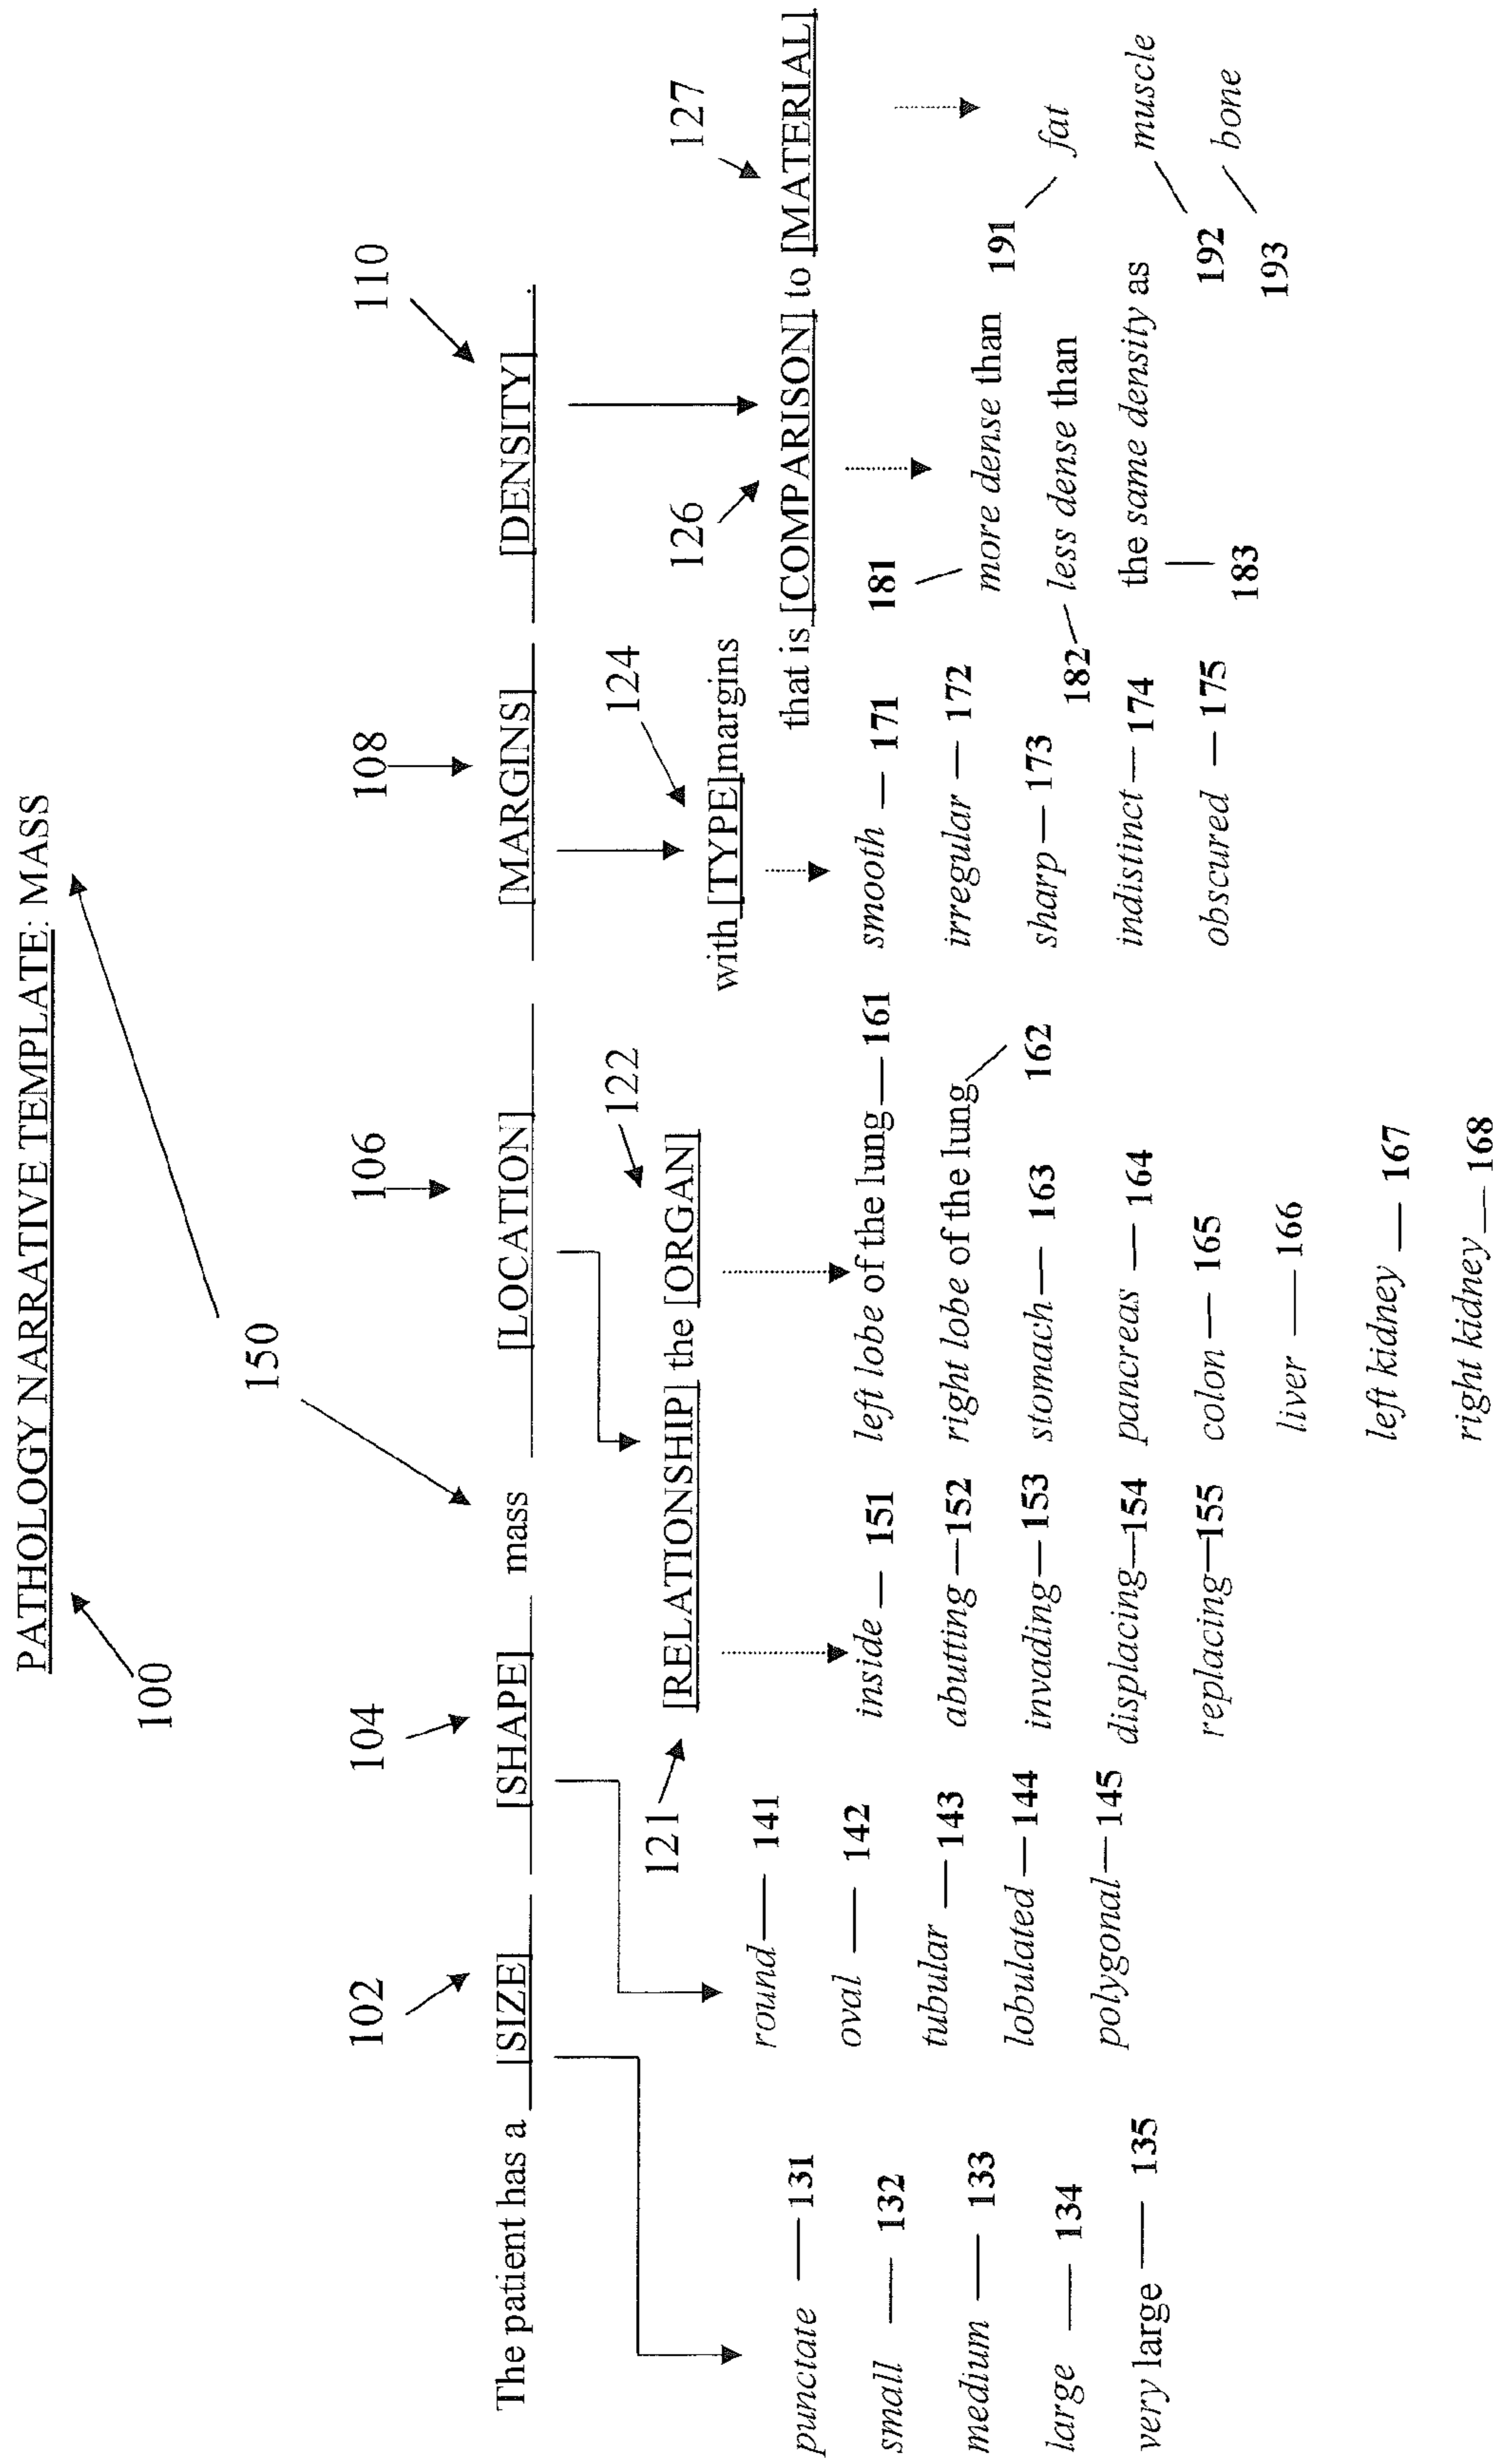 PATHOLOGY NARRATIVE TEMPLATE: MASS
100
150
102
104
106
108
110
The patient has a [SIZE] [SHAPE] mass [LOCATION] [MARGINS] [DENSITY].
121
122
124
126
127
[RELATIONSHIP] the [ORGAN]
with [TYPE] margins
that is [COMPARISON] to [MATERIAL]
punctate — 131
small — 132
medium — 133
large — 134
very large — 135
round — 141
oval — 142
tubular — 143
lobulated — 144
polygonal — 145
inside — 151
abutting — 152
invading — 153
displacing — 154
replacing — 155
left lobe of the lung — 161
right lobe of the lung
162
stomach — 163
pancreas — 164
colon — 165
liver — 166
left kidney — 167
right kidney — 168
smooth — 171
irregular — 172
sharp — 173
indistinct — 174
obscured — 175
181
more dense than
182 — less dense than
the same density as
183
191
fat
muscle
192
bone
193